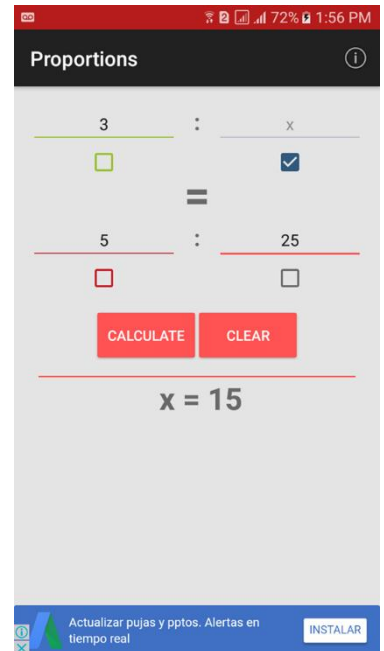 2 72% 1:56 PM
Proportions
3 : x
=
5 : 25
CALCULATE CLEAR
x = 15
Actualizar pujas y pptos. Alertas en
tiempo real
INSTALAR